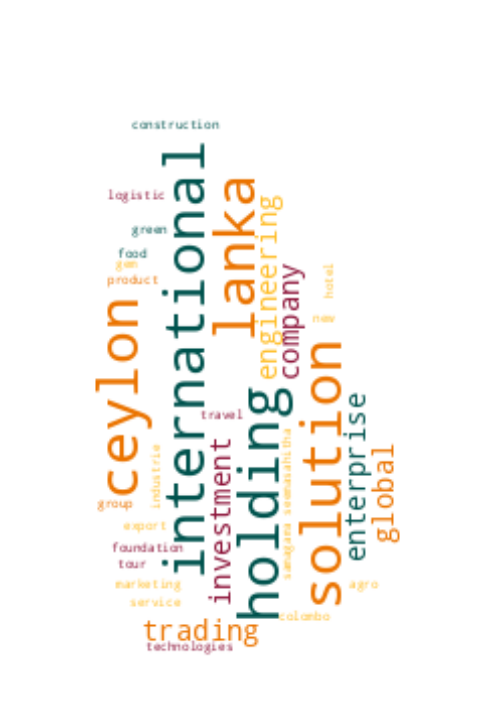 construction
logistic
international
lanka
engineering
green
food
gem
product
company
hotel
ceylon
new
solution
holding
enterprise
travel
investment
industrie
samagama seemasahitha
global
group
export
foundation
tour
marketing
agro
service
colombo
trading
technologies